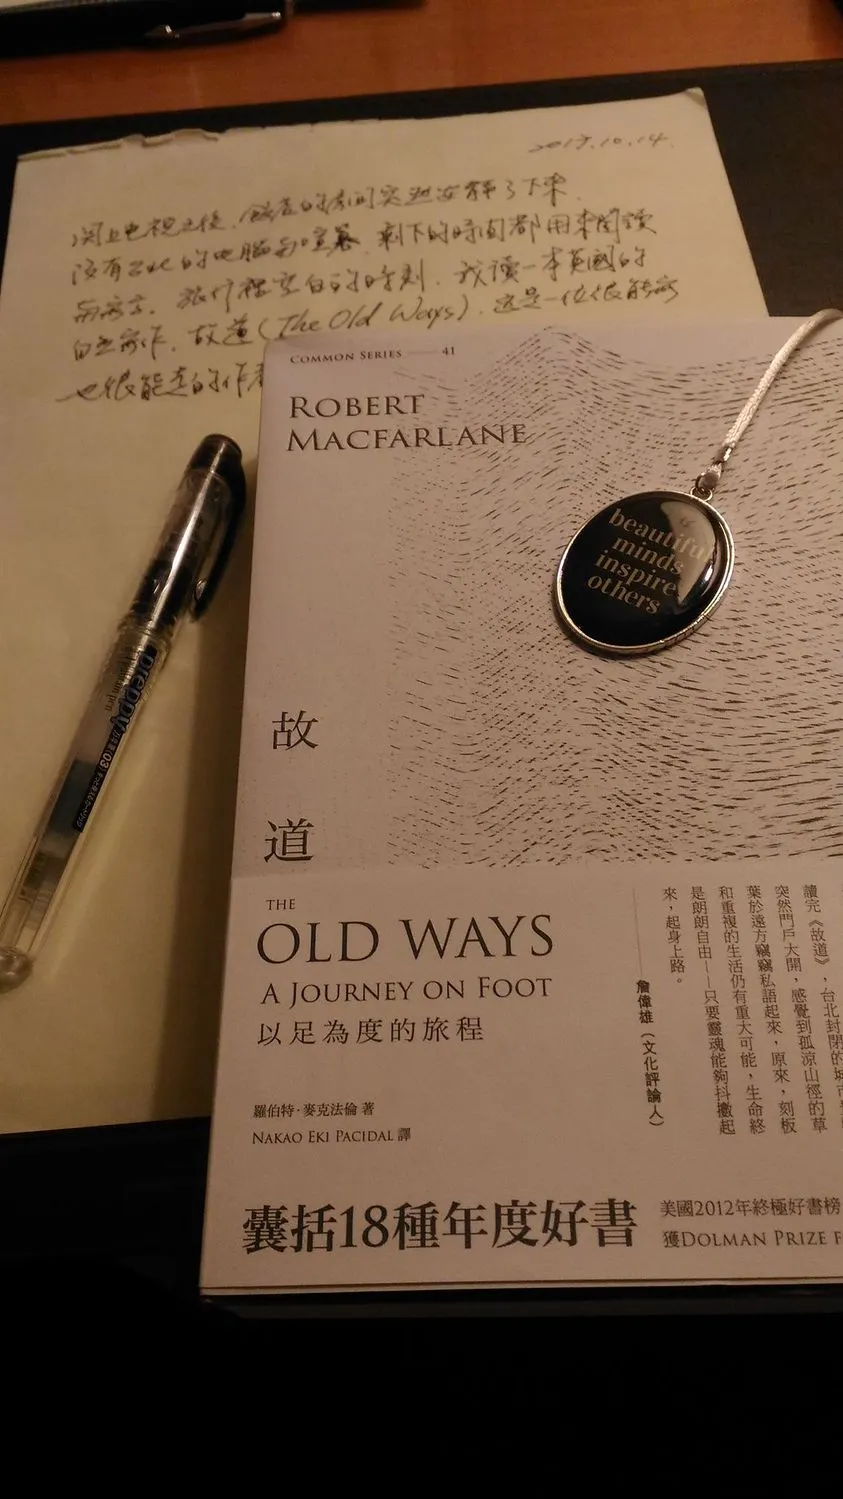 2017.10.14.
關上電視之後,飯店的房間突然安靜了下來.
沒有 的電腦與 剩下的時間都用來閱讀
與寫字. 旅行裡空白的時刻. 我讀一本英國的
自然寫作. 故道(The Old Ways). 這是一位很能寫
也很能走的作者
COMMON SERIES —— 41
ROBERT
MACFARLANE
beautiful
minds
inspire
others
preppy
03
故
道
THE
OLD WAYS
A JOURNEY ON FOOT
以足為度的旅程
讀完《故道》,台北封閉的城市
突然門戶大開,感覺到孤涼山徑的草
葉於遠方竊竊私語起來,原來,刻板
和重複的生活仍有重大可能,生命終
是朗朗自由——只要靈魂能夠抖擻起
來,起身上路。
——詹偉雄(文化評論人)
羅伯特·麥克法倫 著
NAKAO EKI PACIDAL 譯
囊括18種年度好書
美國2012年終極好書榜
獲DOLMAN PRIZE F